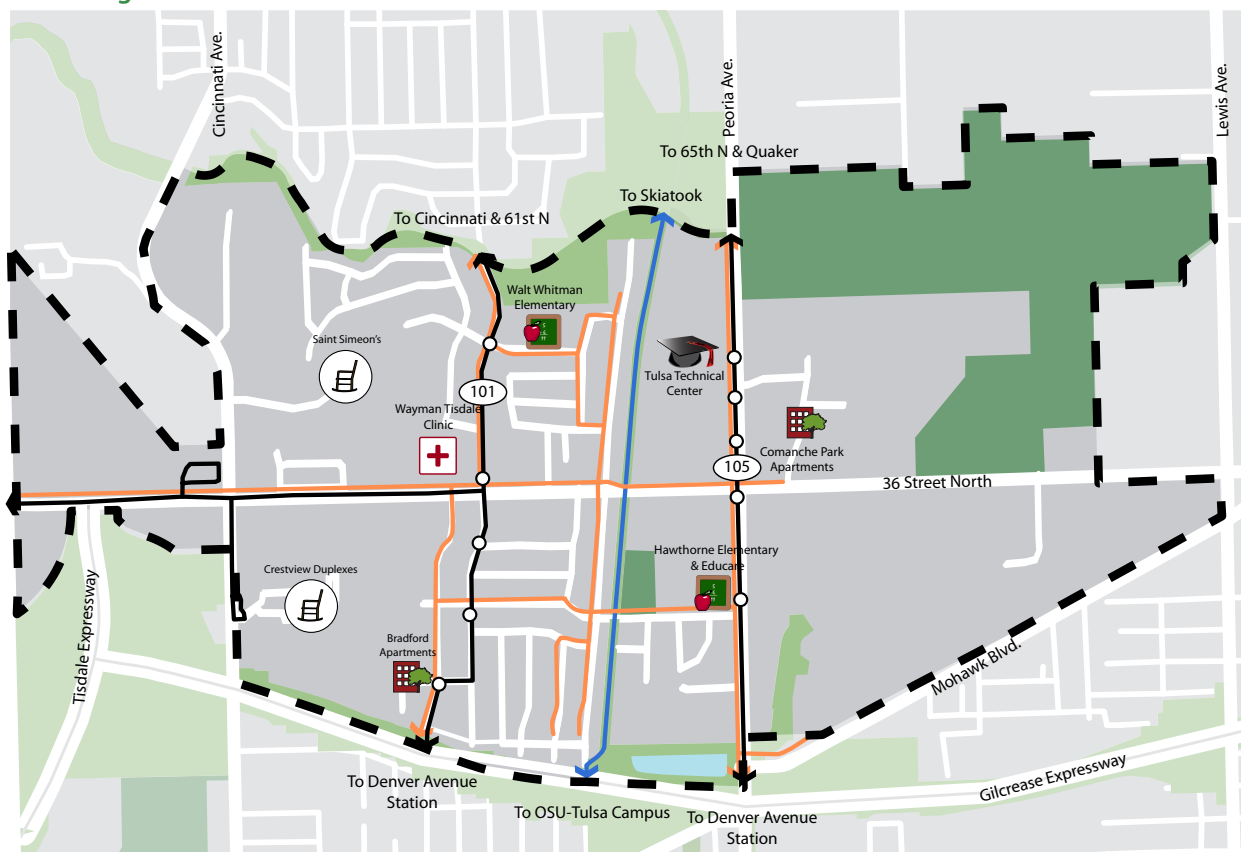 g
Cincinnati Ave.
Peoria Ave.
Lewis Ave.
To 65th N & Quaker
To Skiatook
To Cincinnati & 61st N
Walt Whitman
Elementary
Saint Simeon's
Tulsa Technical
Center
101
Wayman Tisdale
Clinic
Comanche Park
Apartments
105
36 Street North
Hawthorne Elementary
& Educare
Crestview Duplexes
Tisdale Expressway
Bradford
Apartments
Mohawk Blvd.
Gilcrease Expressway
To Denver Avenue
Station
To OSU-Tulsa Campus
To Denver Avenue
Station